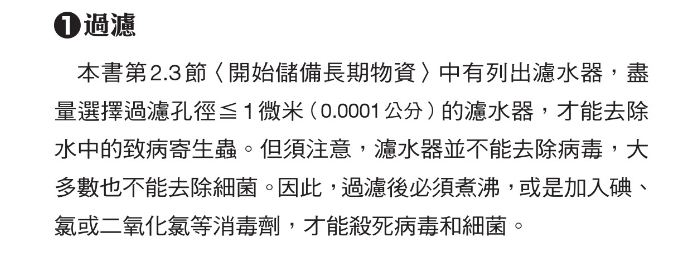 ❶過濾
本書第2.3節〈開始儲備長期物資〉中有列出濾水器，盡
量選擇過濾孔徑≦1微米（0.0001公分）的濾水器，才能去除
水中的致病寄生蟲。但須注意，濾水器並不能去除病毒，大
多數也不能去除細菌。因此，過濾後必須煮沸，或是加入碘、
氯或二氧化氯等消毒劑，才能殺死病毒和細菌。